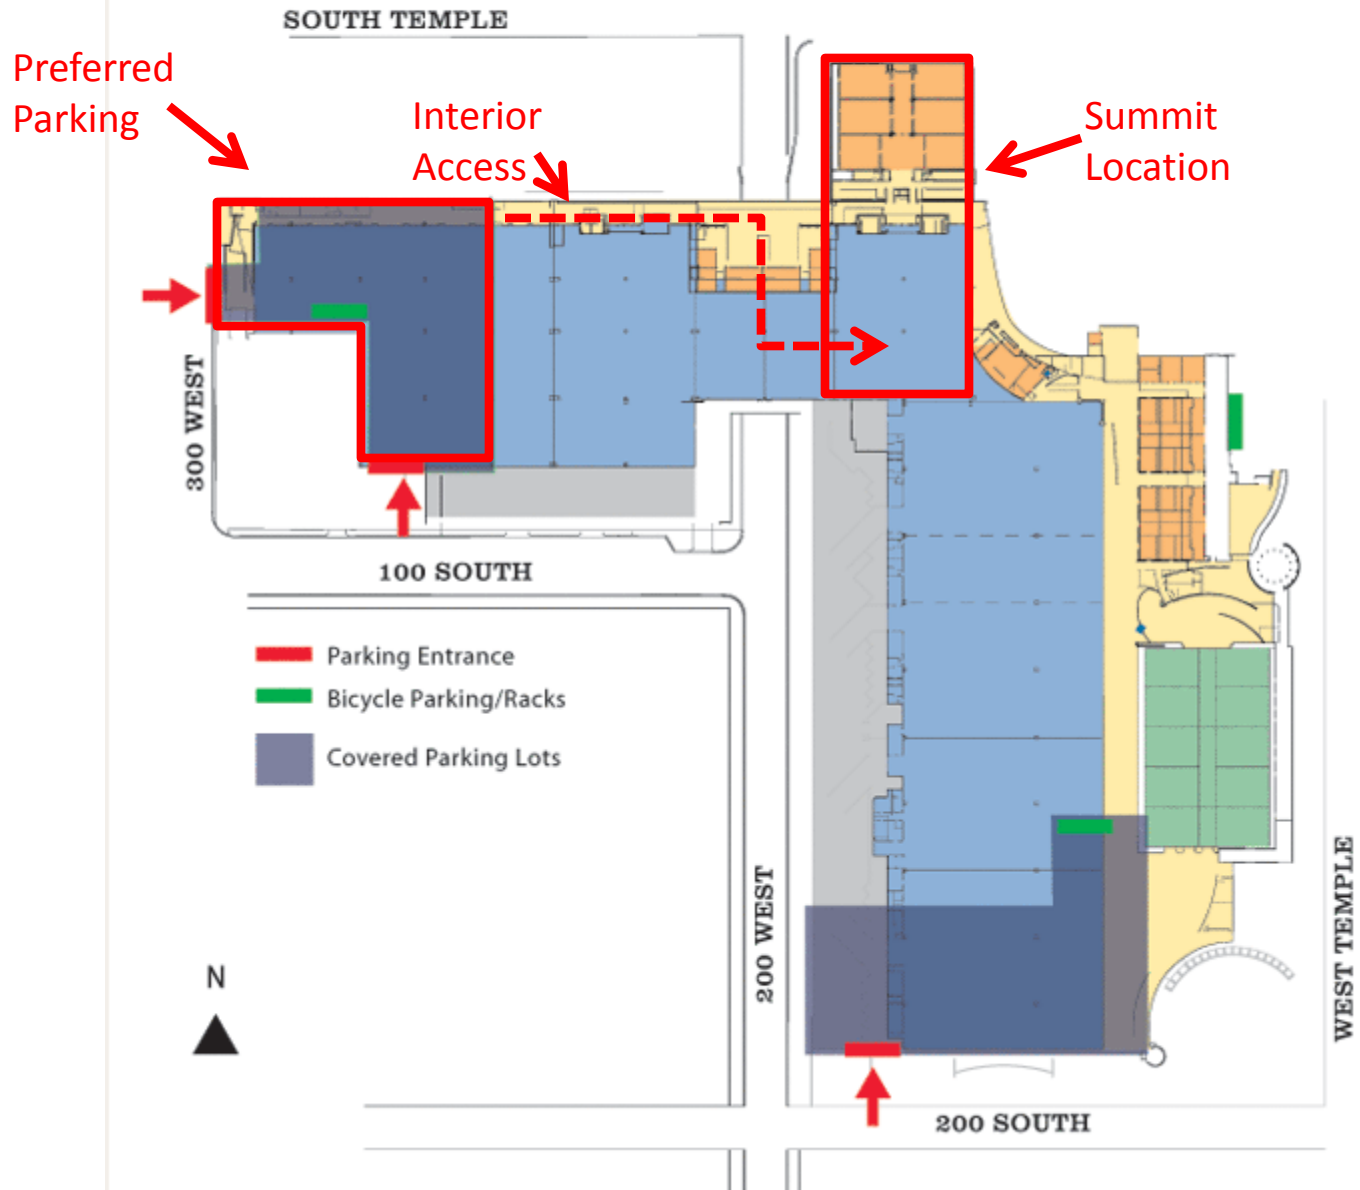 SOUTH TEMPLE
Preferred
Parking
Interior
Access
Summit
Location
300 WEST
100 SOUTH
Parking Entrance
Bicycle Parking/Racks
Covered Parking Lots
200 WEST
WEST TEMPLE
N
200 SOUTH